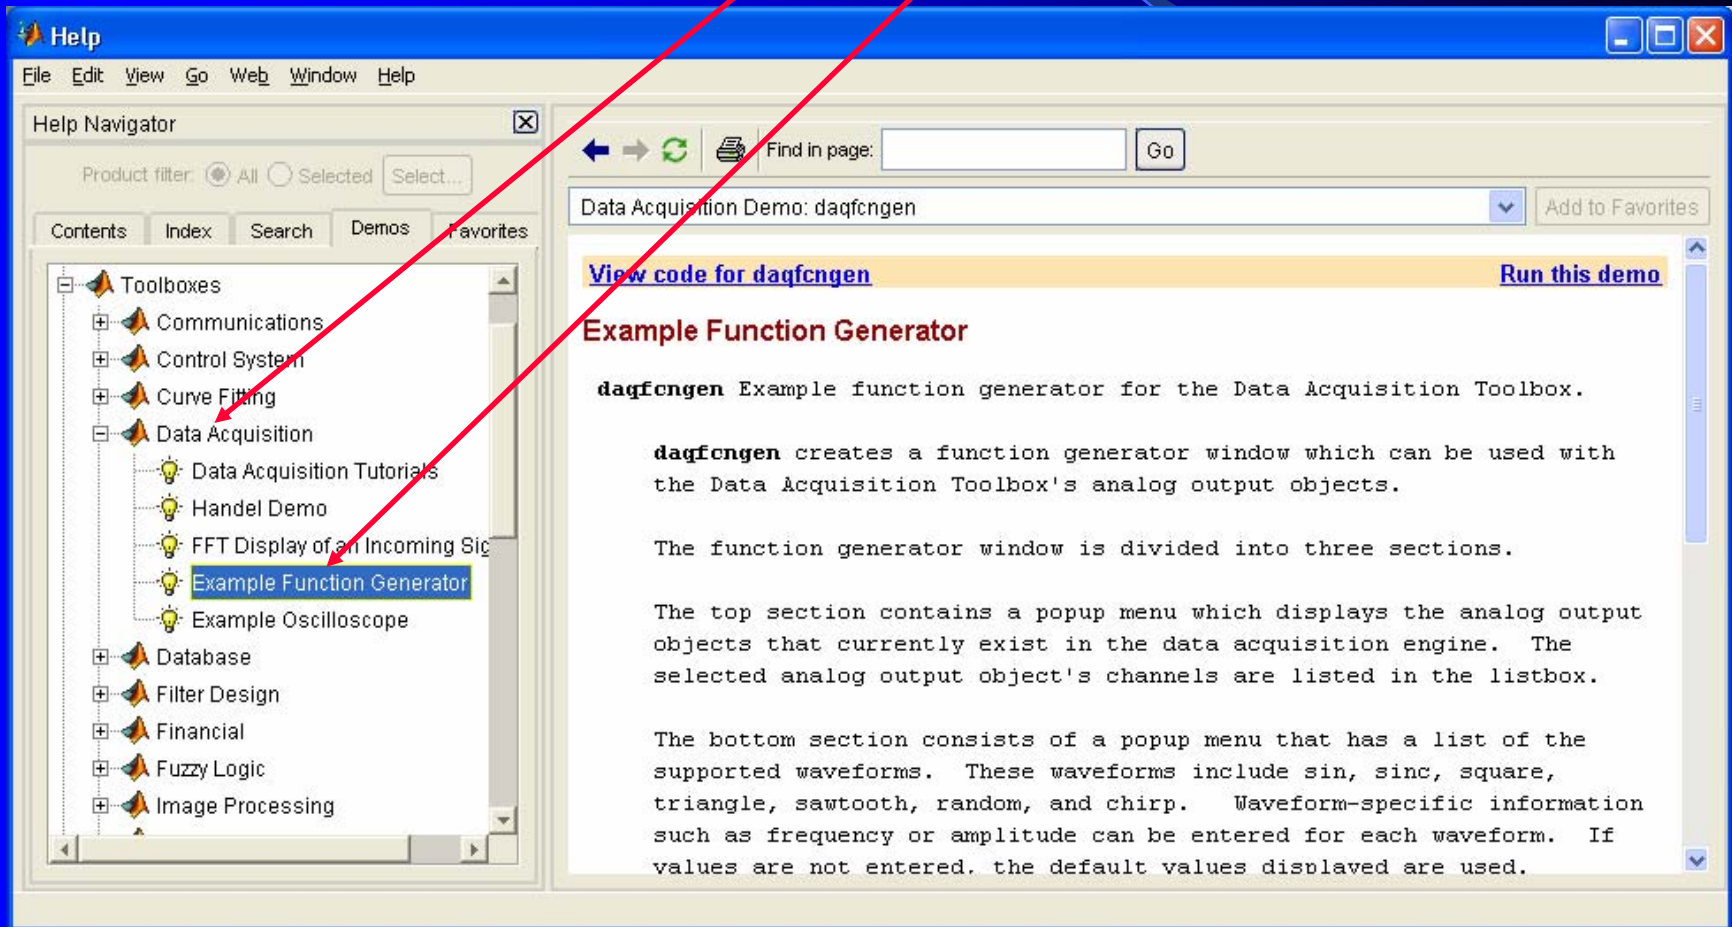 Help
File Edit View Go Web Window Help
Help Navigator
Product filter: All Selected Select...
Contents Index Search Demos Favorites
Toolboxes
Communications
Control System
Curve Fitting
Data Acquisition
Data Acquisition Tutorials
Handel Demo
FFT Display of an Incoming Sig
Example Function Generator
Example Oscilloscope
Database
Filter Design
Financial
Fuzzy Logic
Image Processing
Find in page: Go
Data Acquisition Demo: daqfcngen Add to Favorites
View code for daqfcngen Run this demo
Example Function Generator
daqfcngen Example function generator for the Data Acquisition Toolbox.
daqfcngen creates a function generator window which can be used with
the Data Acquisition Toolbox's analog output objects.
The function generator window is divided into three sections.
The top section contains a popup menu which displays the analog output
objects that currently exist in the data acquisition engine. The
selected analog output object's channels are listed in the listbox.
The bottom section consists of a popup menu that has a list of the
supported waveforms. These waveforms include sin, sinc, square,
triangle, sawtooth, random, and chirp. Waveform-specific information
such as frequency or amplitude can be entered for each waveform. If
values are not entered, the default values displayed are used.